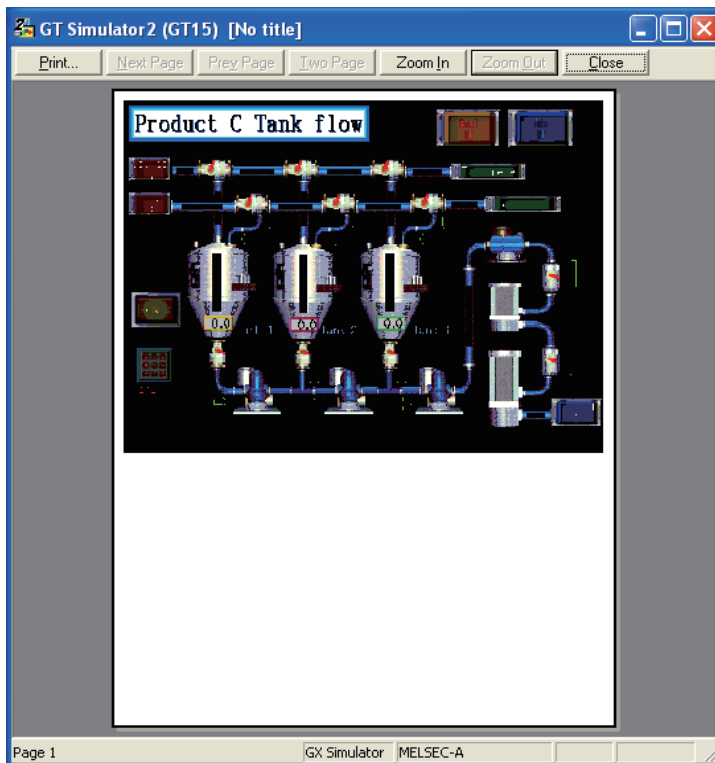 GT Simulator2 (GT15) [No title]
Print... Next Page Prev Page Two Page Zoom In Zoom Out Close
Product C Tank flow
0.0 0.0 0.0
Page 1 GX Simulator MELSEC-A